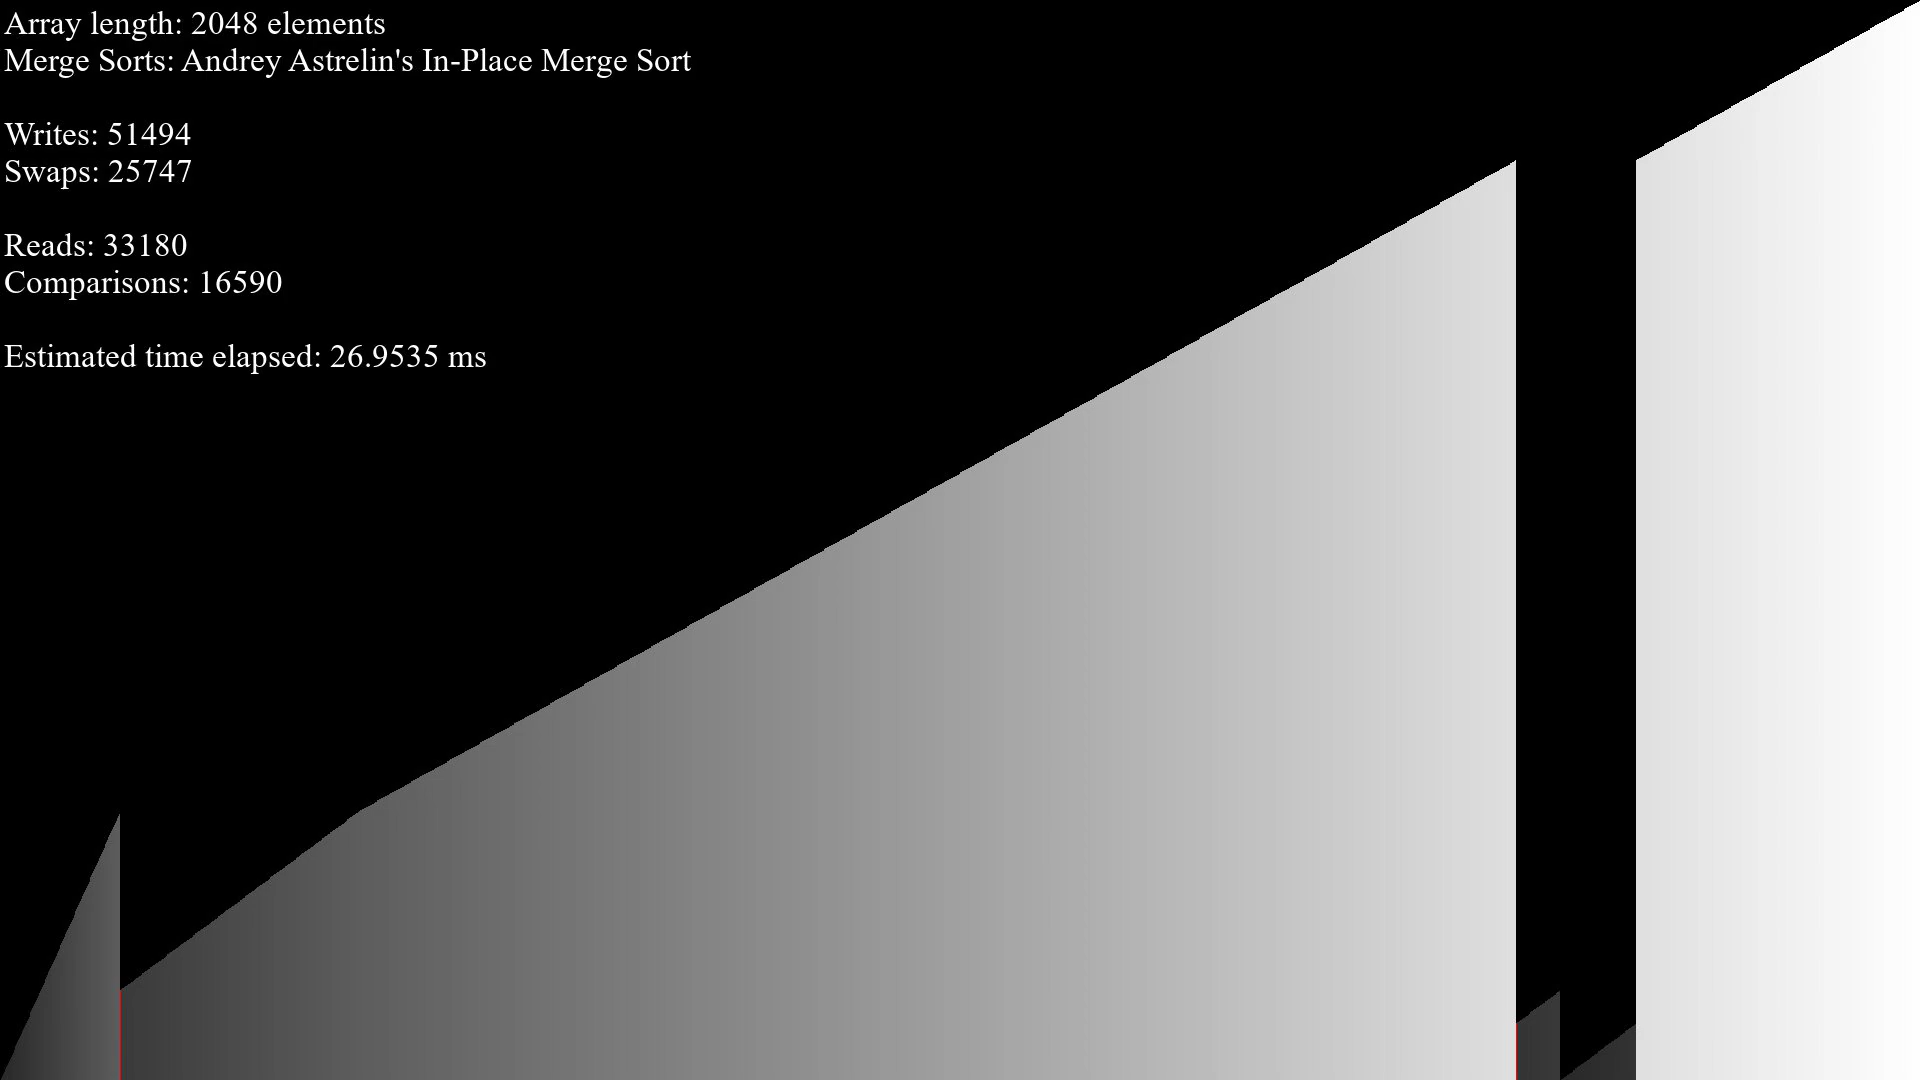 Array length: 2048 elements
Merge Sorts: Andrey Astrelin's In-Place Merge Sort
Writes: 51494
Swaps: 25747
Reads: 33180
Comparisons: 16590
Estimated time elapsed: 26.9535 ms